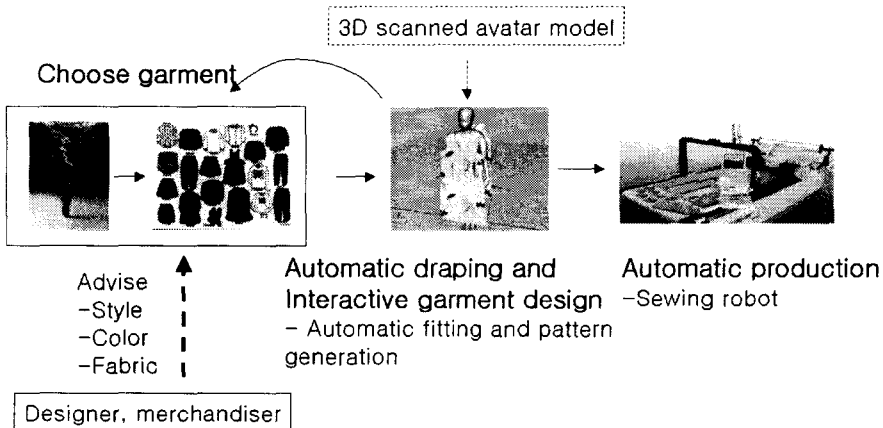 3D scanned avatar model
Choose garment
Advise
-Style
-Color
-Fabric
Designer, merchandiser
Automatic draping and
Interactive garment design
- Automatic fitting and pattern
generation
Automatic production
-Sewing robot